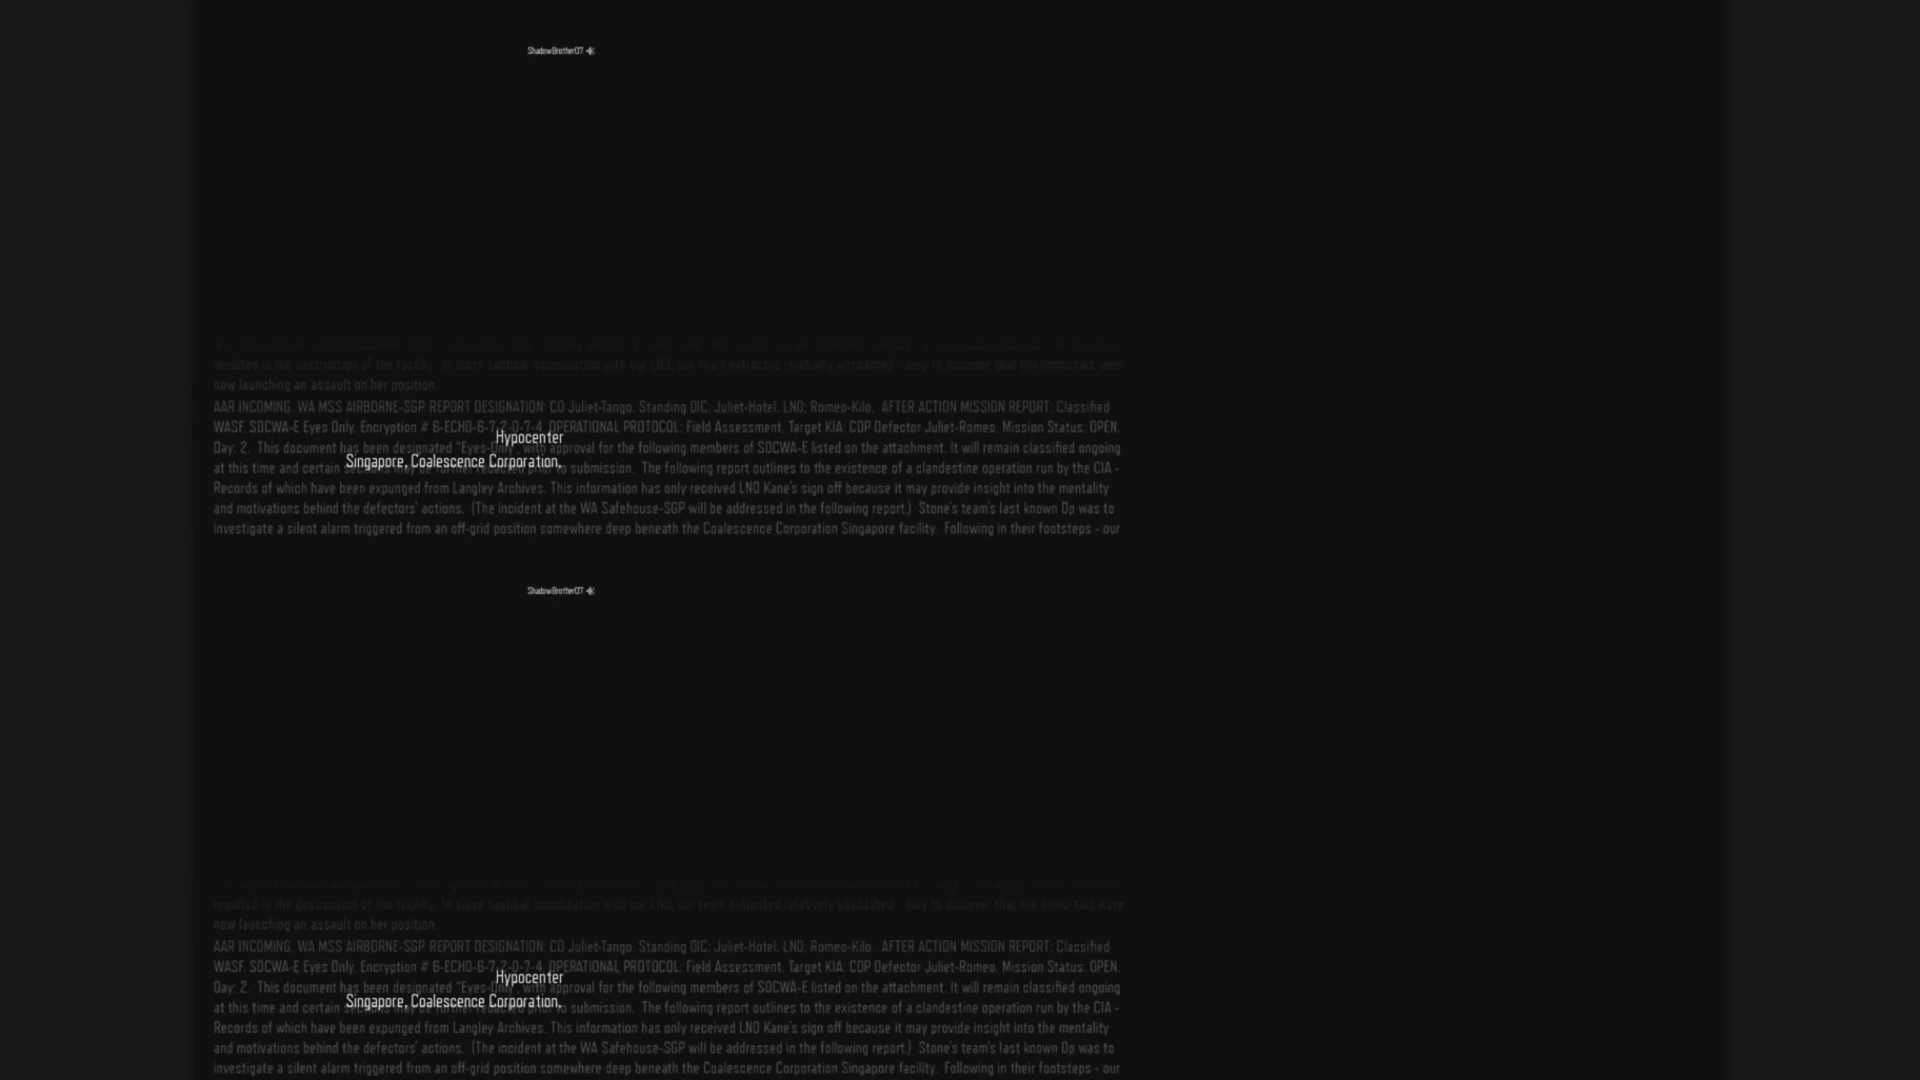 ShadowBrother07
resulted in the destruction of the facility. In close tactical coordination with our LNO, our team extracted relatively unscathed - only to discover that the Immortals were
now launching an assault on her position.
AAR INCOMING. WA MSS AIRBORNE-SGP. REPORT DESIGNATION: CO Juliet-Tango. Standing OIC: Juliet-Hotel. LNO: Romeo-Kilo. AFTER ACTION MISSION REPORT: Classified
WASF. SOCWA-E Eyes Only. Encryption # 6-ECHO-6-7-2-0-7-4. OPERATIONAL PROTOCOL: Field Assessment. Target KIA: COP Defector Juliet-Romeo. Mission Status: OPEN.
Hypocenter
Day: 2. This document has been designated "Eyes-Only", with approval for the following members of SOCWA-E listed on the attachment. It will remain classified ongoing
Singapore, Coalescence Corporation,
at this time and certain sections may be further redacted prior to submission. The following report outlines to the existence of a clandestine operation run by the CIA -
Records of which have been expunged from Langley Archives. This information has only received LNO Kane's sign off because it may provide insight into the mentality
and motivations behind the defectors' actions. (The incident at the WA Safehouse-SGP will be addressed in the following report.) Stone's team's last known Op was to
investigate a silent alarm triggered from an off-grid position somewhere deep beneath the Coalescence Corporation Singapore facility. Following in their footsteps - our
ShadowBrother07
resulted in the destruction of the facility. In close tactical coordination with our LNO, our team extracted relatively unscathed - only to discover that the Immortals were
now launching an assault on her position.
AAR INCOMING. WA MSS AIRBORNE-SGP. REPORT DESIGNATION: CO Juliet-Tango. Standing OIC: Juliet-Hotel. LNO: Romeo-Kilo. AFTER ACTION MISSION REPORT: Classified
WASF. SOCWA-E Eyes Only. Encryption # 6-ECHO-6-7-2-0-7-4. OPERATIONAL PROTOCOL: Field Assessment. Target KIA: COP Defector Juliet-Romeo. Mission Status: OPEN.
Hypocenter
Day: 2. This document has been designated "Eyes-Only", with approval for the following members of SOCWA-E listed on the attachment. It will remain classified ongoing
Singapore, Coalescence Corporation,
at this time and certain sections may be further redacted prior to submission. The following report outlines to the existence of a clandestine operation run by the CIA -
Records of which have been expunged from Langley Archives. This information has only received LNO Kane's sign off because it may provide insight into the mentality
and motivations behind the defectors' actions. (The incident at the WA Safehouse-SGP will be addressed in the following report.) Stone's team's last known Op was to
investigate a silent alarm triggered from an off-grid position somewhere deep beneath the Coalescence Corporation Singapore facility. Following in their footsteps - our